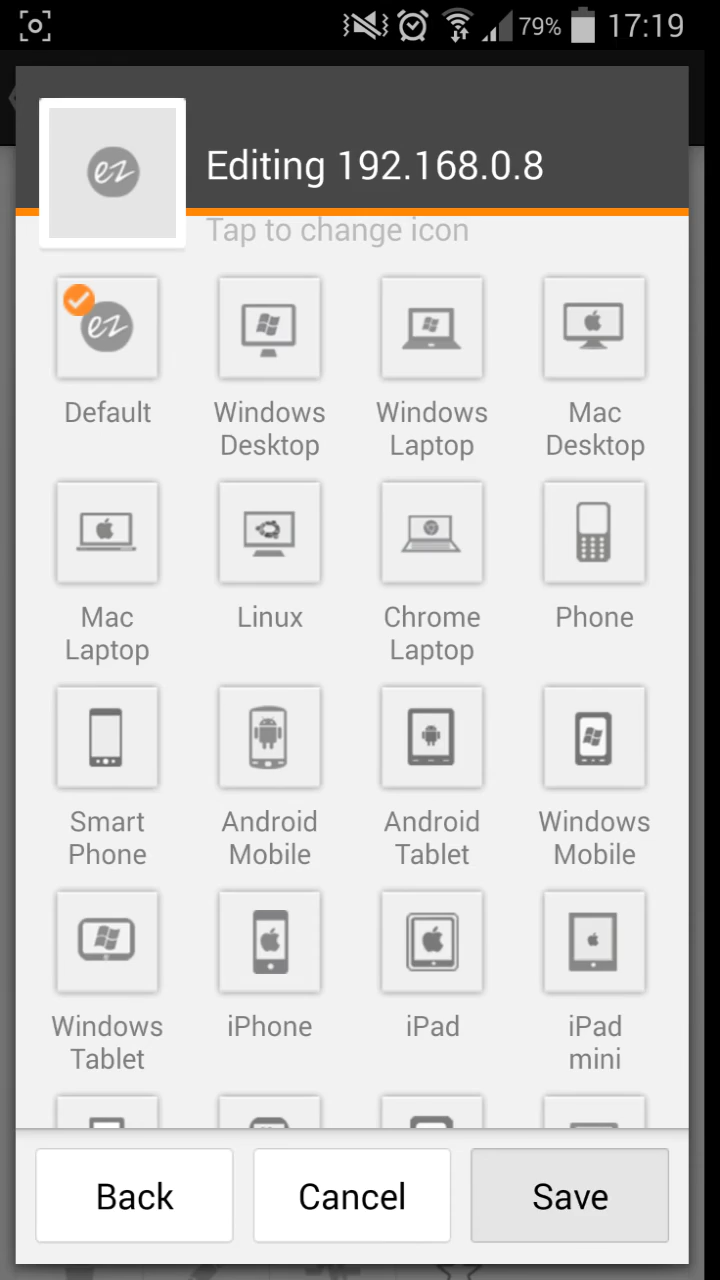 79% 17:19
ez
Editing 192.168.0.8
Tap to change icon
ez
Default
Windows
Desktop
Windows
Laptop
Mac
Desktop
Mac
Laptop
Linux
Chrome
Laptop
Phone
Smart
Phone
Android
Mobile
Android
Tablet
Windows
Mobile
Windows
Tablet
iPhone
iPad
iPad
mini
Back
Cancel
Save